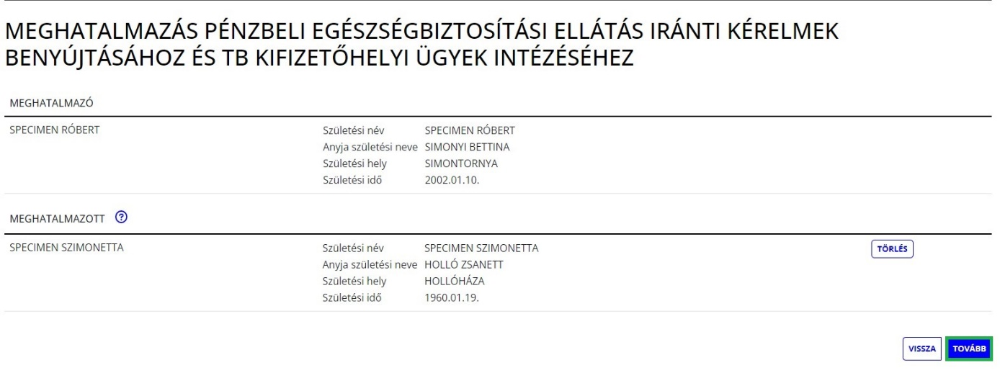 MEGHATALMAZÁS PÉNZBELI EGÉSZSÉGBIZTOSÍTÁSI ELLÁTÁS IRÁNTI KÉRELMEK
BENYÚJTÁSÁHOZ ÉS TB KIFIZETŐHELYI ÜGYEK INTÉZÉSÉHEZ
MEGHATALMAZÓ
SPECIMEN RÓBERT Születési név SPECIMEN RÓBERT
Anyja születési neve SIMONYI BETTINA
Születési hely SIMONTORNYA
Születési idő 2002.01.10.
MEGHATALMAZOTT ?
SPECIMEN SZIMONETTA Születési név SPECIMEN SZIMONETTA TÖRLÉS
Anyja születési neve HOLLÓ ZSANETT
Születési hely HOLLÓHÁZA
Születési idő 1960.01.19.
VISSZA TOVÁBB